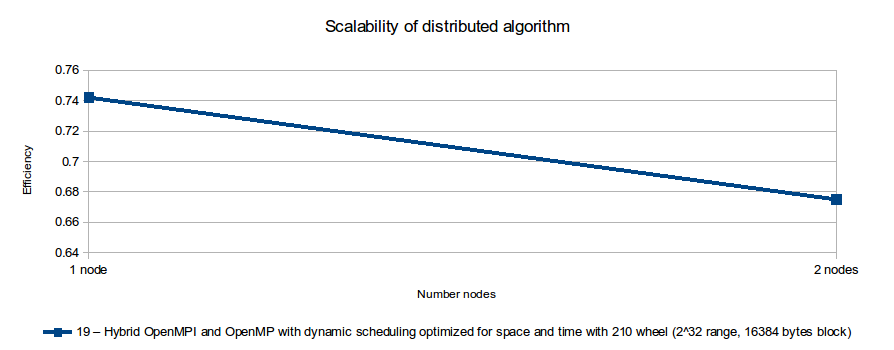 Scalability of distributed algorithm
0.76
0.74
0.72
0.7
0.68
0.66
0.64
Efficiency
1 node
2 nodes
Number nodes
19 – Hybrid OpenMPI and OpenMP with dynamic scheduling optimized for space and time with 210 wheel (2^32 range, 16384 bytes block)